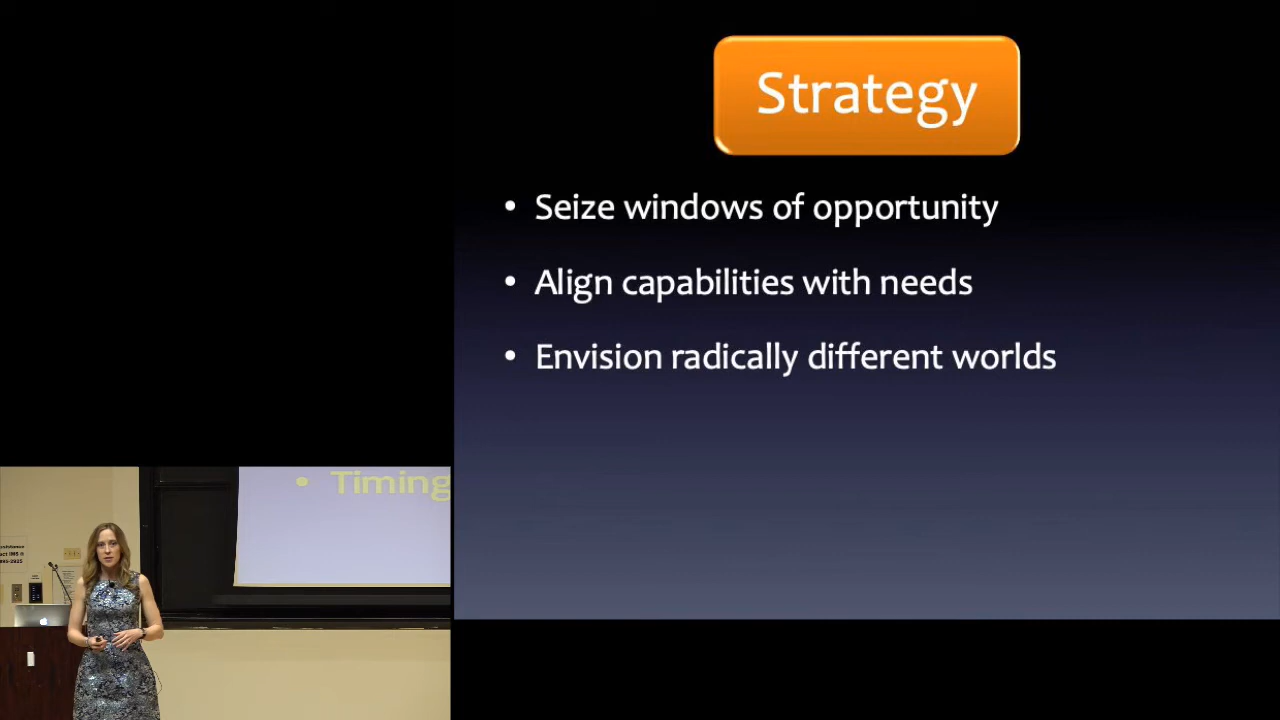 Strategy
• Seize windows of opportunity
• Align capabilities with needs
• Envision radically different worlds
• Timing